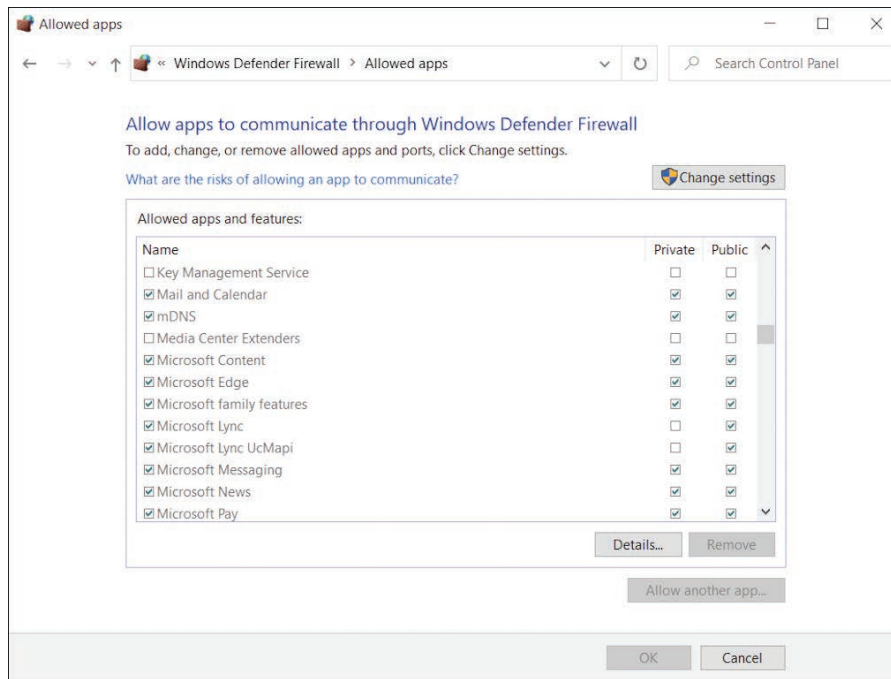 Allowed apps
« Windows Defender Firewall > Allowed apps
Search Control Panel
Allow apps to communicate through Windows Defender Firewall
To add, change, or remove allowed apps and ports, click Change settings.
What are the risks of allowing an app to communicate?
Change settings
Allowed apps and features:
Name Private Public
Key Management Service
Mail and Calendar
mDNS
Media Center Extenders
Microsoft Content
Microsoft Edge
Microsoft family features
Microsoft Lync
Microsoft Lync UcMapi
Microsoft Messaging
Microsoft News
Microsoft Pay
Details... Remove
Allow another app...
OK Cancel